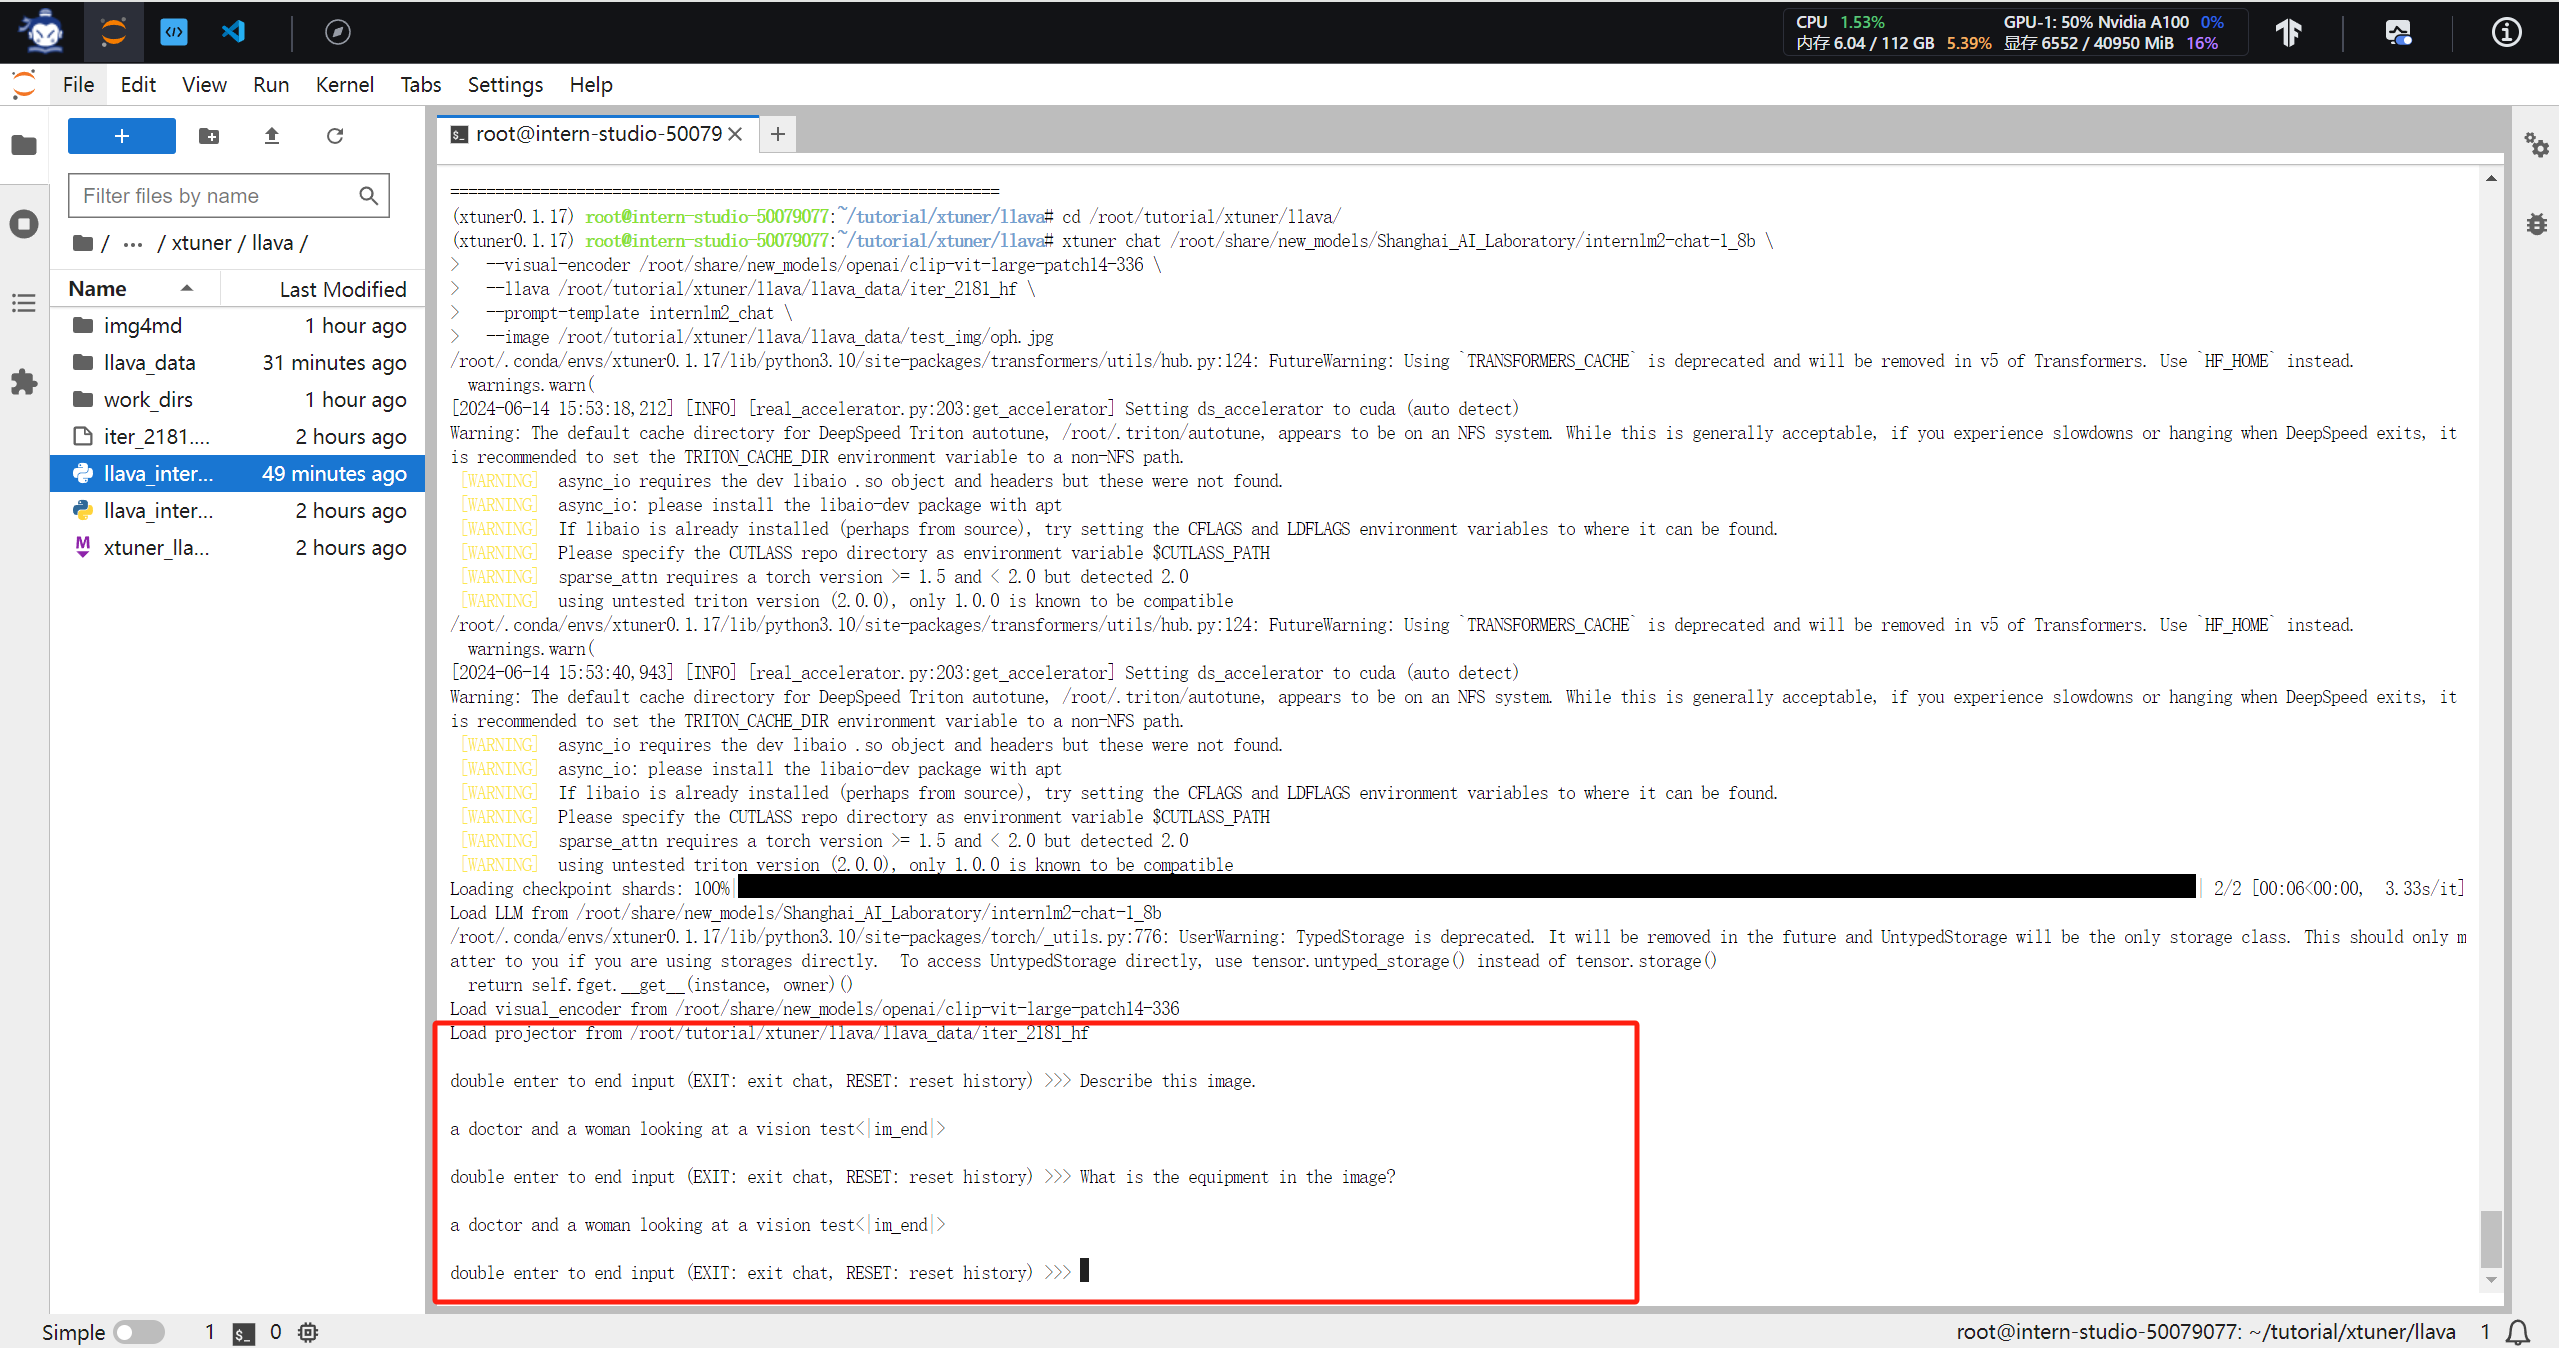 CPU 1.53% GPU-1: 50% Nvidia A100 0%
内存 6.04 / 112 GB 5.39% 显存 6552 / 40950 MiB 16%
File Edit View Run Kernel Tabs Settings Help
+
root@intern-studio-50079 × +
Filter files by name
/ ··· / xtuner / llava /
Name Last Modified
img4md 1 hour ago
llava_data 31 minutes ago
work_dirs 1 hour ago
iter_2181.... 2 hours ago
llava_inter... 49 minutes ago
llava_inter... 2 hours ago
xtuner_lla... 2 hours ago
=============================================================
(xtuner0.1.17) root@intern-studio-50079077:~/tutorial/xtuner/llava# cd /root/tutorial/xtuner/llava/
(xtuner0.1.17) root@intern-studio-50079077:~/tutorial/xtuner/llava# xtuner chat /root/share/new_models/Shanghai_AI_Laboratory/internlm2-chat-1_8b \
> --visual-encoder /root/share/new_models/openai/clip-vit-large-patch14-336 \
> --llava /root/tutorial/xtuner/llava/llava_data/iter_2181_hf \
> --prompt-template internlm2_chat \
> --image /root/tutorial/xtuner/llava/llava_data/test_img/oph.jpg
/root/.conda/envs/xtuner0.1.17/lib/python3.10/site-packages/transformers/utils/hub.py:124: FutureWarning: Using `TRANSFORMERS_CACHE` is deprecated and will be removed in v5 of Transformers. Use `HF_HOME` instead.
warnings.warn(
[2024-06-14 15:53:18,212] [INFO] [real_accelerator.py:203:get_accelerator] Setting ds_accelerator to cuda (auto detect)
Warning: The default cache directory for DeepSpeed Triton autotune, /root/.triton/autotune, appears to be on an NFS system. While this is generally acceptable, if you experience slowdowns or hanging when DeepSpeed exits, it
is recommended to set the TRITON_CACHE_DIR environment variable to a non-NFS path.
[WARNING] async_io requires the dev libaio .so object and headers but these were not found.
[WARNING] async_io: please install the libaio-dev package with apt
[WARNING] If libaio is already installed (perhaps from source), try setting the CFLAGS and LDFLAGS environment variables to where it can be found.
[WARNING] Please specify the CUTLASS repo directory as environment variable $CUTLASS_PATH
[WARNING] sparse_attn requires a torch version >= 1.5 and < 2.0 but detected 2.0
[WARNING] using untested triton version (2.0.0), only 1.0.0 is known to be compatible
/root/.conda/envs/xtuner0.1.17/lib/python3.10/site-packages/transformers/utils/hub.py:124: FutureWarning: Using `TRANSFORMERS_CACHE` is deprecated and will be removed in v5 of Transformers. Use `HF_HOME` instead.
warnings.warn(
[2024-06-14 15:53:40,943] [INFO] [real_accelerator.py:203:get_accelerator] Setting ds_accelerator to cuda (auto detect)
Warning: The default cache directory for DeepSpeed Triton autotune, /root/.triton/autotune, appears to be on an NFS system. While this is generally acceptable, if you experience slowdowns or hanging when DeepSpeed exits, it
is recommended to set the TRITON_CACHE_DIR environment variable to a non-NFS path.
[WARNING] async_io requires the dev libaio .so object and headers but these were not found.
[WARNING] async_io: please install the libaio-dev package with apt
[WARNING] If libaio is already installed (perhaps from source), try setting the CFLAGS and LDFLAGS environment variables to where it can be found.
[WARNING] Please specify the CUTLASS repo directory as environment variable $CUTLASS_PATH
[WARNING] sparse_attn requires a torch version >= 1.5 and < 2.0 but detected 2.0
[WARNING] using untested triton version (2.0.0), only 1.0.0 is known to be compatible
Loading checkpoint shards: 100%| | 2/2 [00:06<00:00, 3.33s/it]
Load LLM from /root/share/new_models/Shanghai_AI_Laboratory/internlm2-chat-1_8b
/root/.conda/envs/xtuner0.1.17/lib/python3.10/site-packages/torch/_utils.py:776: UserWarning: TypedStorage is deprecated. It will be removed in the future and UntypedStorage will be the only storage class. This should only m
atter to you if you are using storages directly. To access UntypedStorage directly, use tensor.untyped_storage() instead of tensor.storage()
return self.fget.__get__(instance, owner)()
Load visual_encoder from /root/share/new_models/openai/clip-vit-large-patch14-336
Load projector from /root/tutorial/xtuner/llava/llava_data/iter_2181_hf
double enter to end input (EXIT: exit chat, RESET: reset history) >>> Describe this image.
a doctor and a woman looking at a vision test<|im_end|>
double enter to end input (EXIT: exit chat, RESET: reset history) >>> What is the equipment in the image?
a doctor and a woman looking at a vision test<|im_end|>
double enter to end input (EXIT: exit chat, RESET: reset history) >>>
Simple 1 0 root@intern-studio-50079077: ~/tutorial/xtuner/llava 1